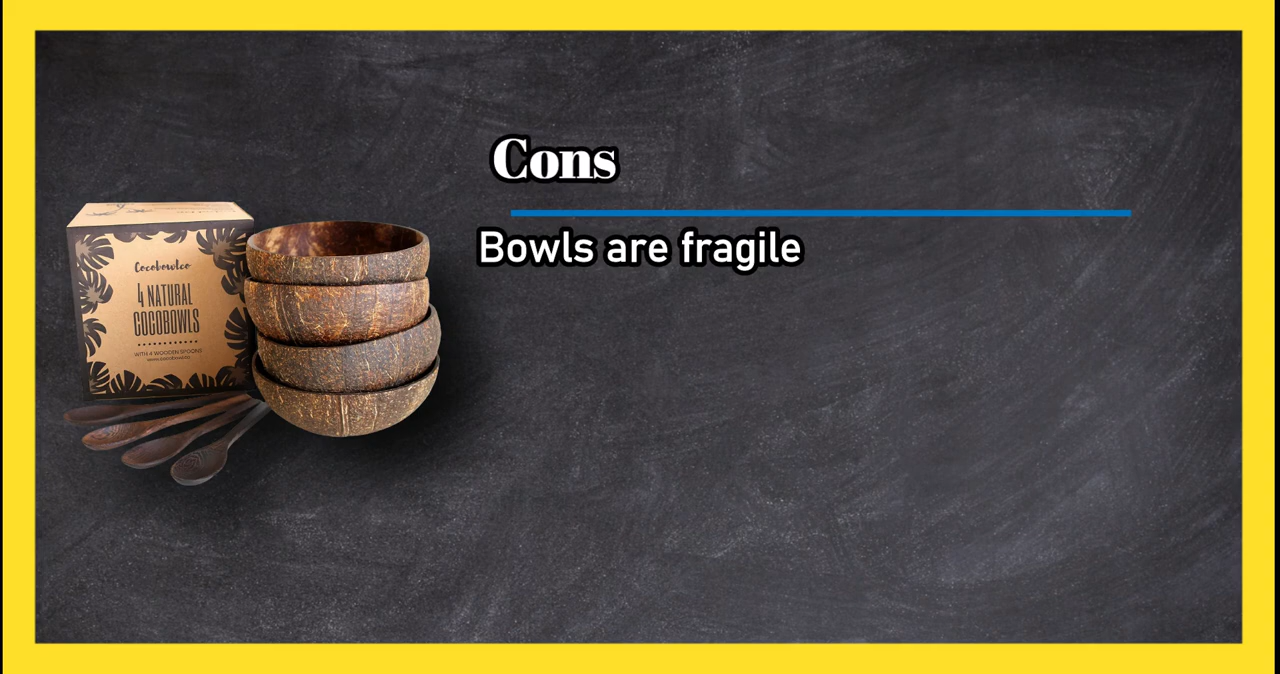 Cons
Bowls are fragile
Cocobowlco
4 NATURAL
COCOBOWLS
WITH 4 WOODEN SPOONS